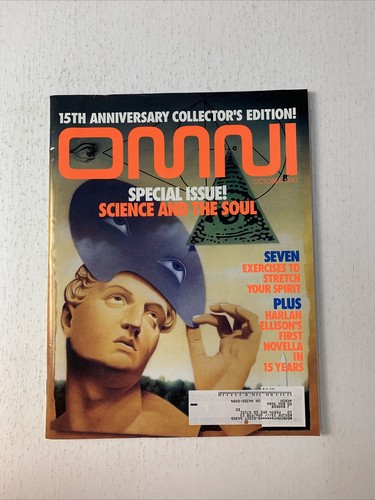 15TH ANNIVERSARY COLLECTOR'S EDITION!
OMNI
OCTOBER
SPECIAL ISSUE!
SCIENCE AND THE SOUL
SEVEN
EXERCISES TO
STRETCH
YOUR SPIRIT
PLUS
HARLAN
ELLISON'S
FIRST
NOVELLA
IN
15 YEARS